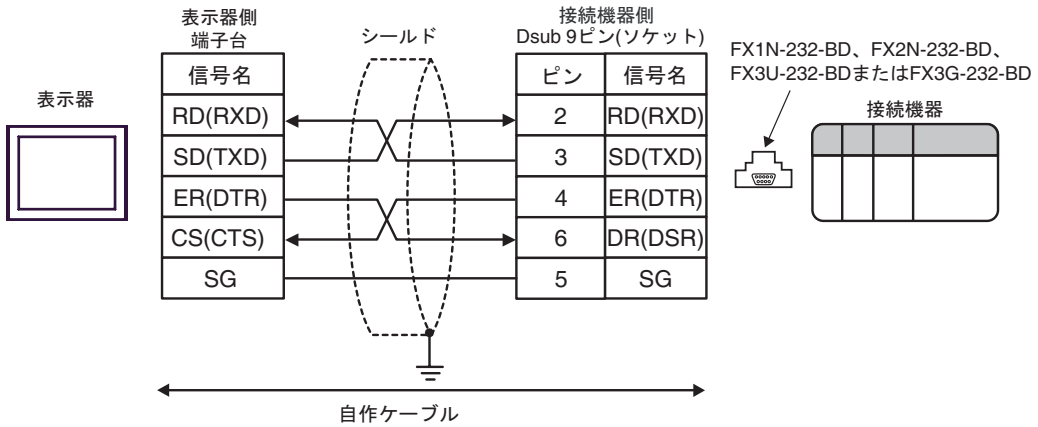 表示器側
端子台
シールド
接続機器側
Dsub 9ピン(ソケット)
FX1N-232-BD、FX2N-232-BD、
FX3U-232-BDまたはFX3G-232-BD
表示器
接続機器
信号名 ピン 信号名
RD(RXD) 2 RD(RXD)
SD(TXD) 3 SD(TXD)
ER(DTR) 4 ER(DTR)
CS(CTS) 6 DR(DSR)
SG 5 SG
自作ケーブル